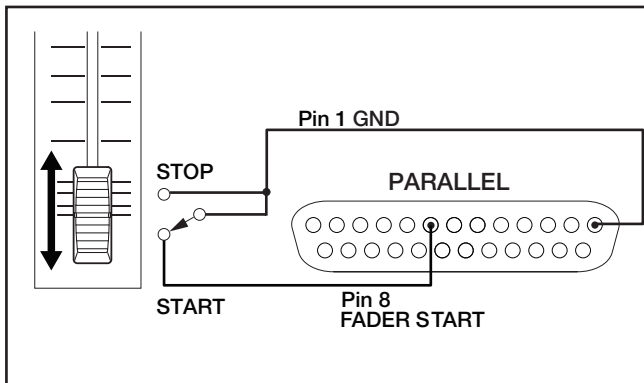 Pin 1 GND
STOP
PARALLEL
START
Pin 8
FADER START